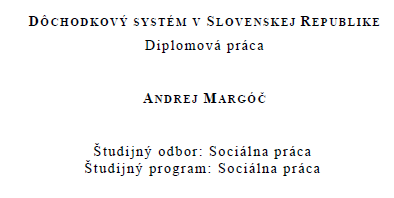 DÔCHODKOVÝ SYSTÉM V SLOVENSKEJ REPUBLIKE
Diplomová práca
ANDREJ MARGÓČ
Študijný odbor: Sociálna práca
Študijný program: Sociálna práca